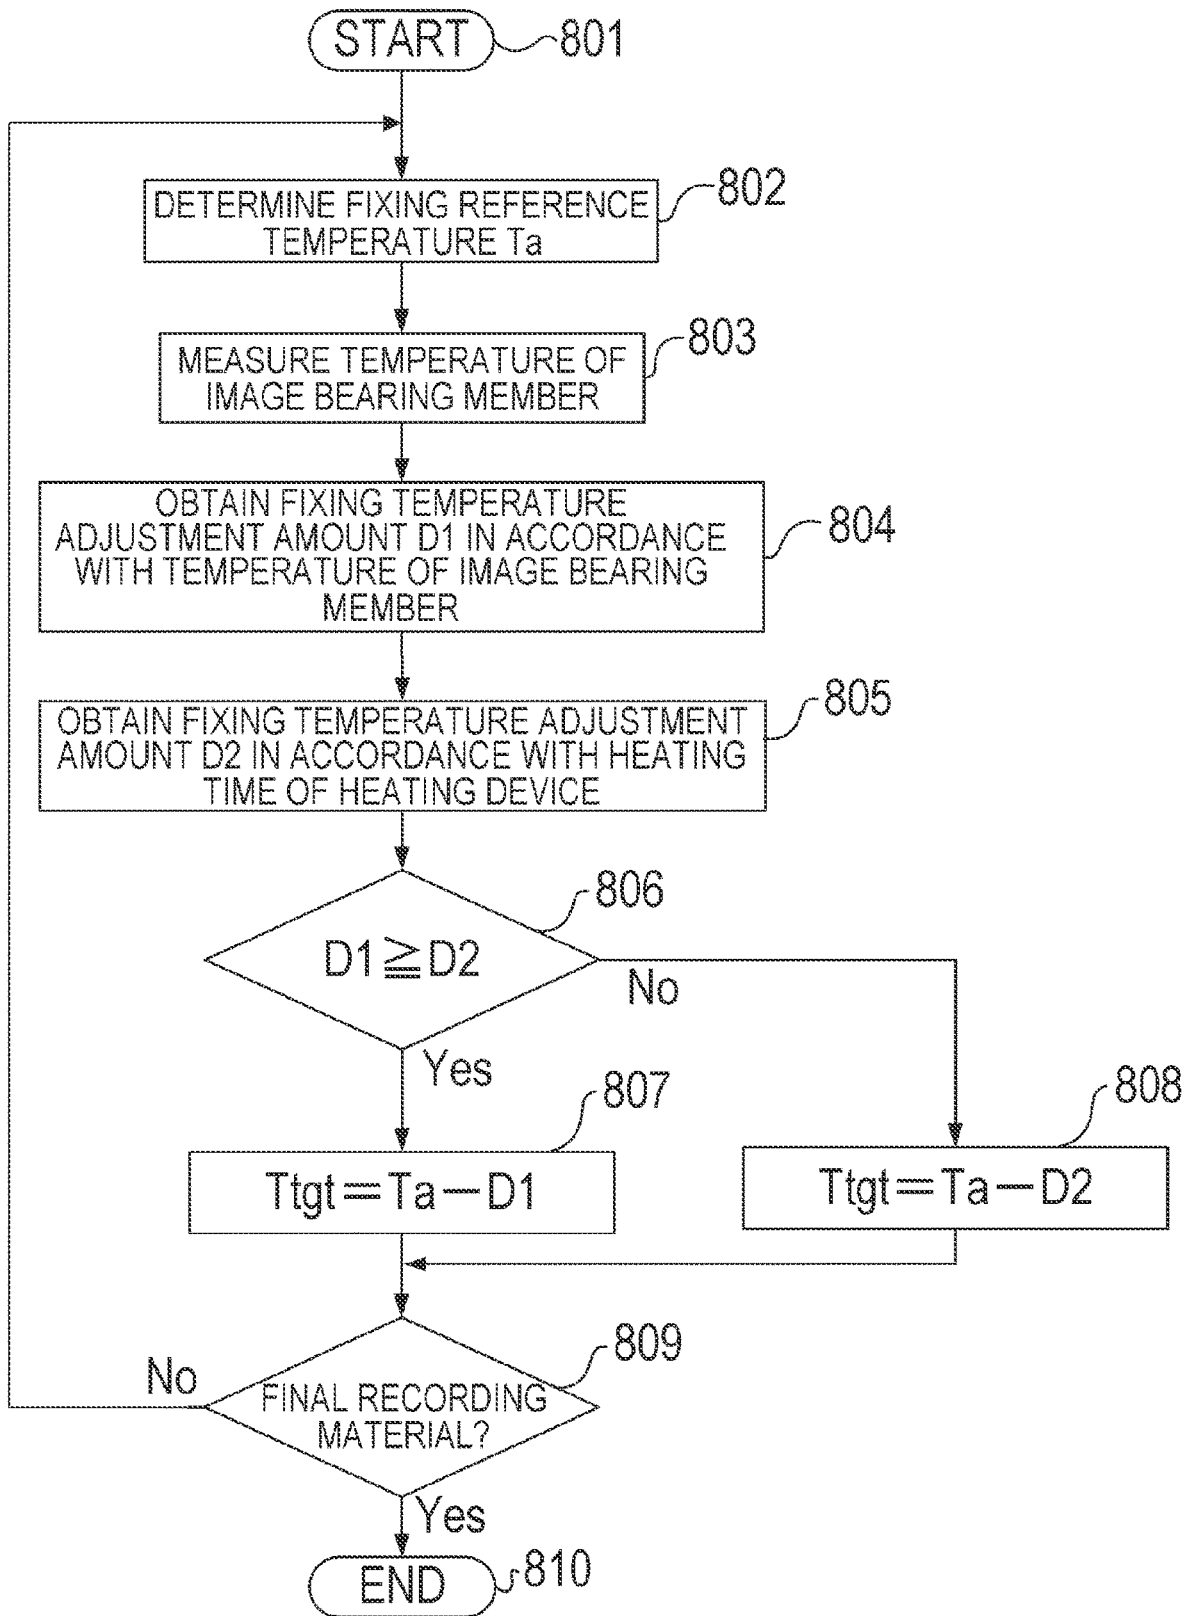 START
801
DETERMINE FIXING REFERENCE
TEMPERATURE Ta
802
MEASURE TEMPERATURE OF
IMAGE BEARING MEMBER
803
OBTAIN FIXING TEMPERATURE
ADJUSTMENT AMOUNT D1 IN ACCORDANCE
WITH TEMPERATURE OF IMAGE BEARING
MEMBER
804
OBTAIN FIXING TEMPERATURE ADJUSTMENT
AMOUNT D2 IN ACCORDANCE WITH HEATING
TIME OF HEATING DEVICE
805
D1≧D2
806
No
Yes
807
Ttgt=Ta—D1
808
Ttgt=Ta—D2
809
No
FINAL RECORDING
MATERIAL?
Yes
END
810